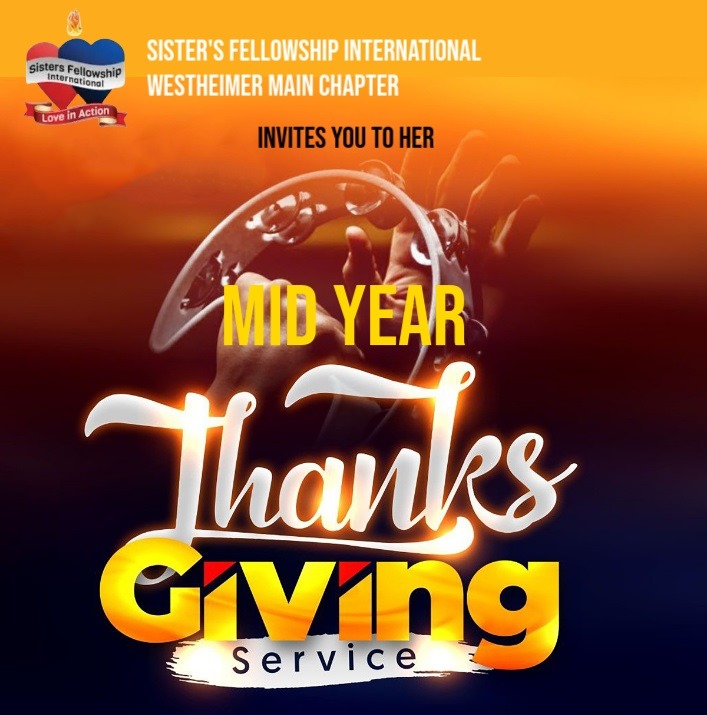 Sisters Fellowship
International
Love in Action
SISTER'S FELLOWSHIP INTERNATIONAL
WESTHEIMER MAIN CHAPTER
INVITES YOU TO HER
MID YEAR
Thanks
Giving
Service